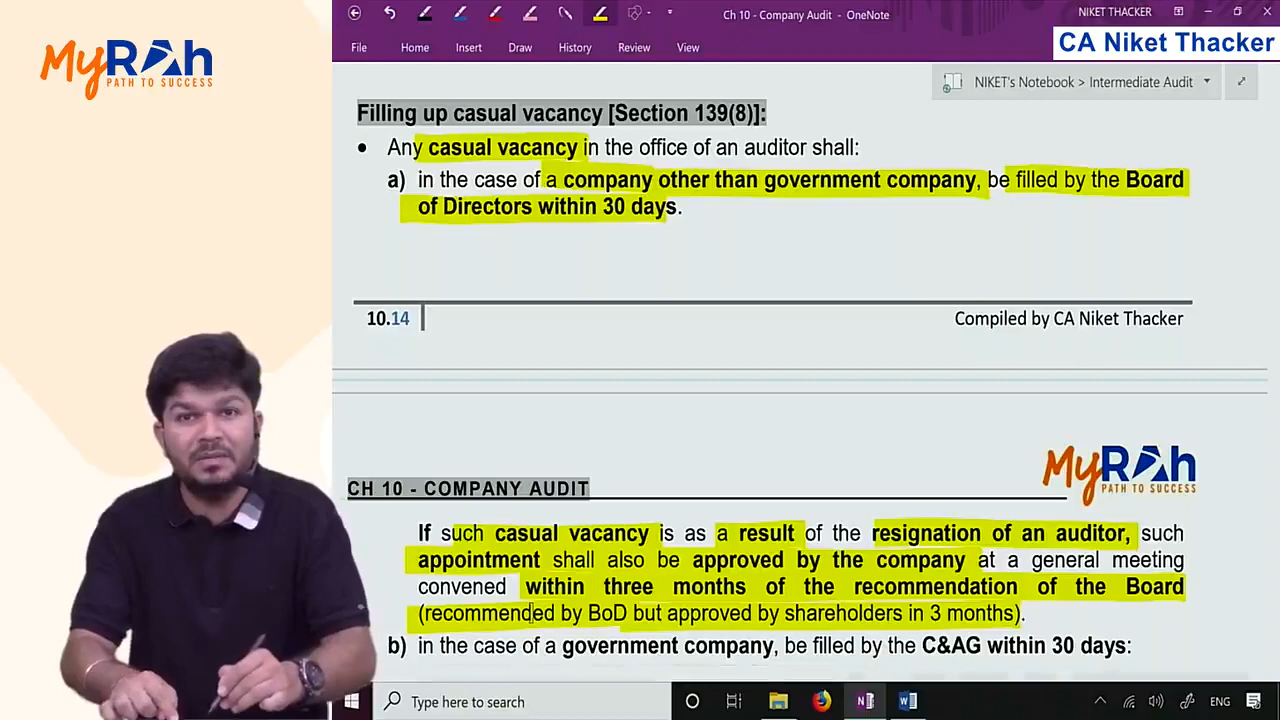 MyRAh
PATH TO SUCCESS
Ch 10 - Company Audit - OneNote
NIKET THACKER
CA Niket Thacker
File Home Insert Draw History Review View
NIKET's Notebook > Intermediate Audit
Filling up casual vacancy [Section 139(8)]:
• Any casual vacancy in the office of an auditor shall:
a) in the case of a company other than government company, be filled by the Board
of Directors within 30 days.
10.14
Compiled by CA Niket Thacker
MyRAh
PATH TO SUCCESS
CH 10 - COMPANY AUDIT
If such casual vacancy is as a result of the resignation of an auditor, such
appointment shall also be approved by the company at a general meeting
convened within three months of the recommendation of the Board
(recommended by BoD but approved by shareholders in 3 months).
b) in the case of a government company, be filled by the C&AG within 30 days:
Type here to search
ENG